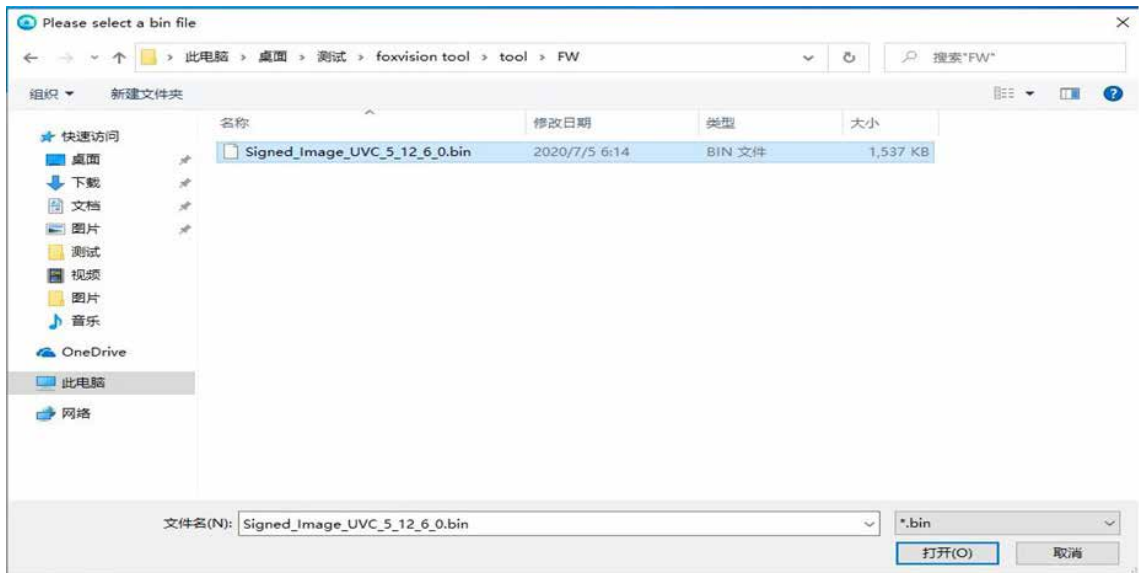 Please select a bin file
此电脑 > 桌面 > 测试 > foxvision tool > tool > FW
搜索"FW"
组织 新建文件夹
名称 修改日期 类型 大小
Signed_Image_UVC_5_12_6_0.bin 2020/7/5 6:14 BIN 文件 1,537 KB
快速访问
桌面
下载
文档
图片
测试
视频
图片
音乐
OneDrive
此电脑
网络
文件名(N): Signed_Image_UVC_5_12_6_0.bin *.bin
打开(O) 取消